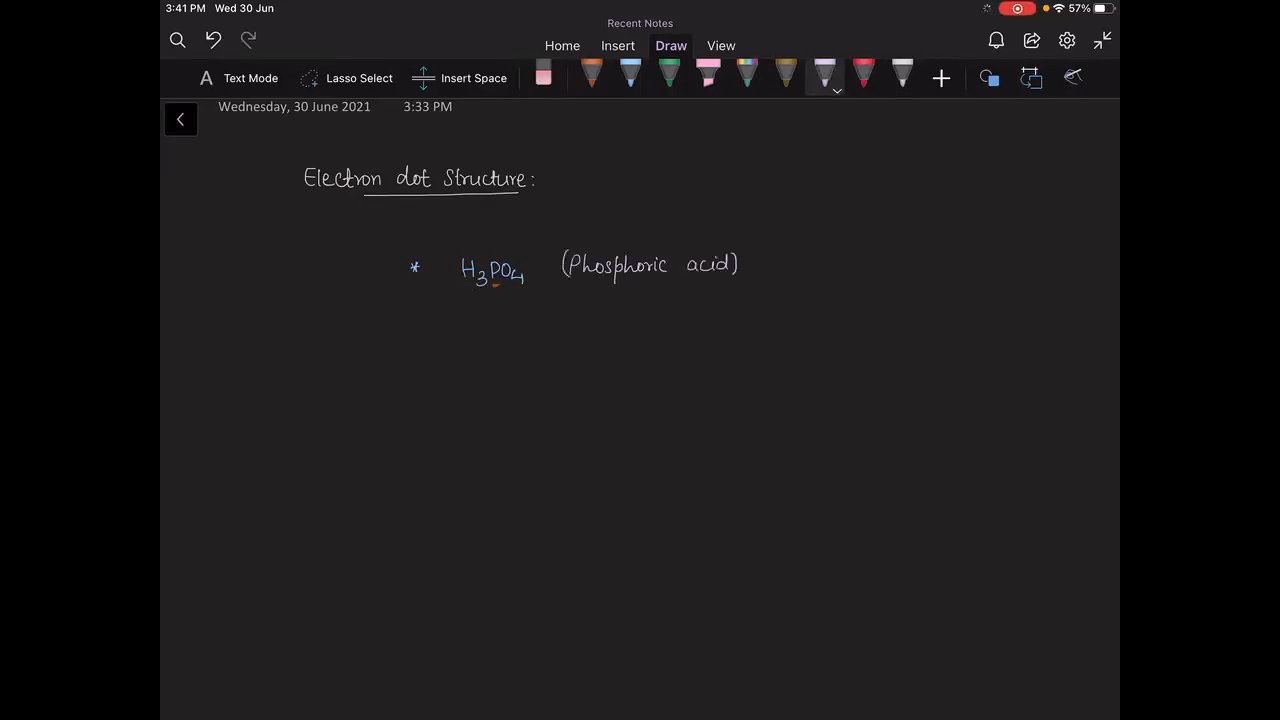 3:41 PM Wed 30 Jun
57%
Recent Notes
Home Insert Draw View
Text Mode Lasso Select Insert Space
Wednesday, 30 June 2021 3:33 PM
Electron dot Structure:
* H₃PO₄ (Phosphoric acid)